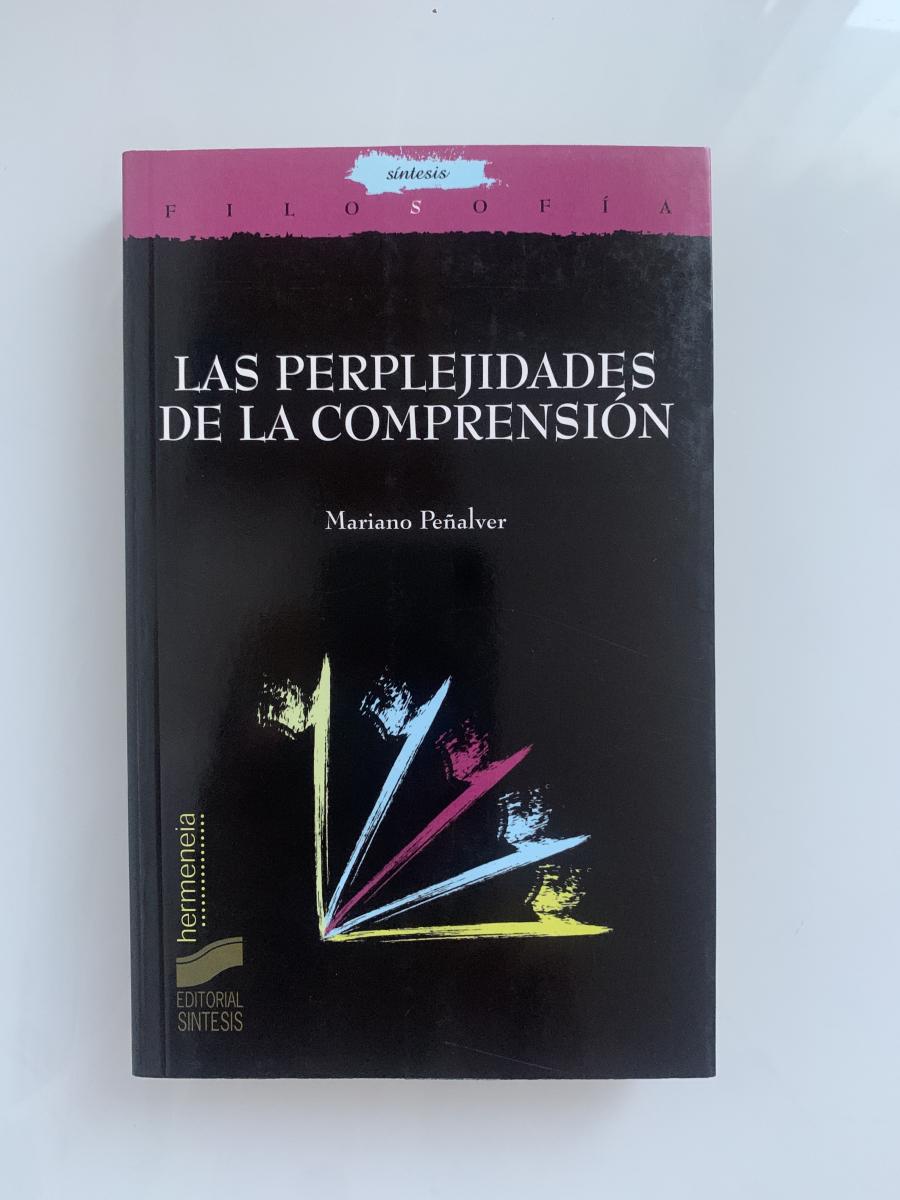 síntesis
FILOSOFÍA
LAS PERPLEJIDADES
DE LA COMPRENSIÓN
Mariano Peñalver
hermeneia
EDITORIAL
SINTESIS